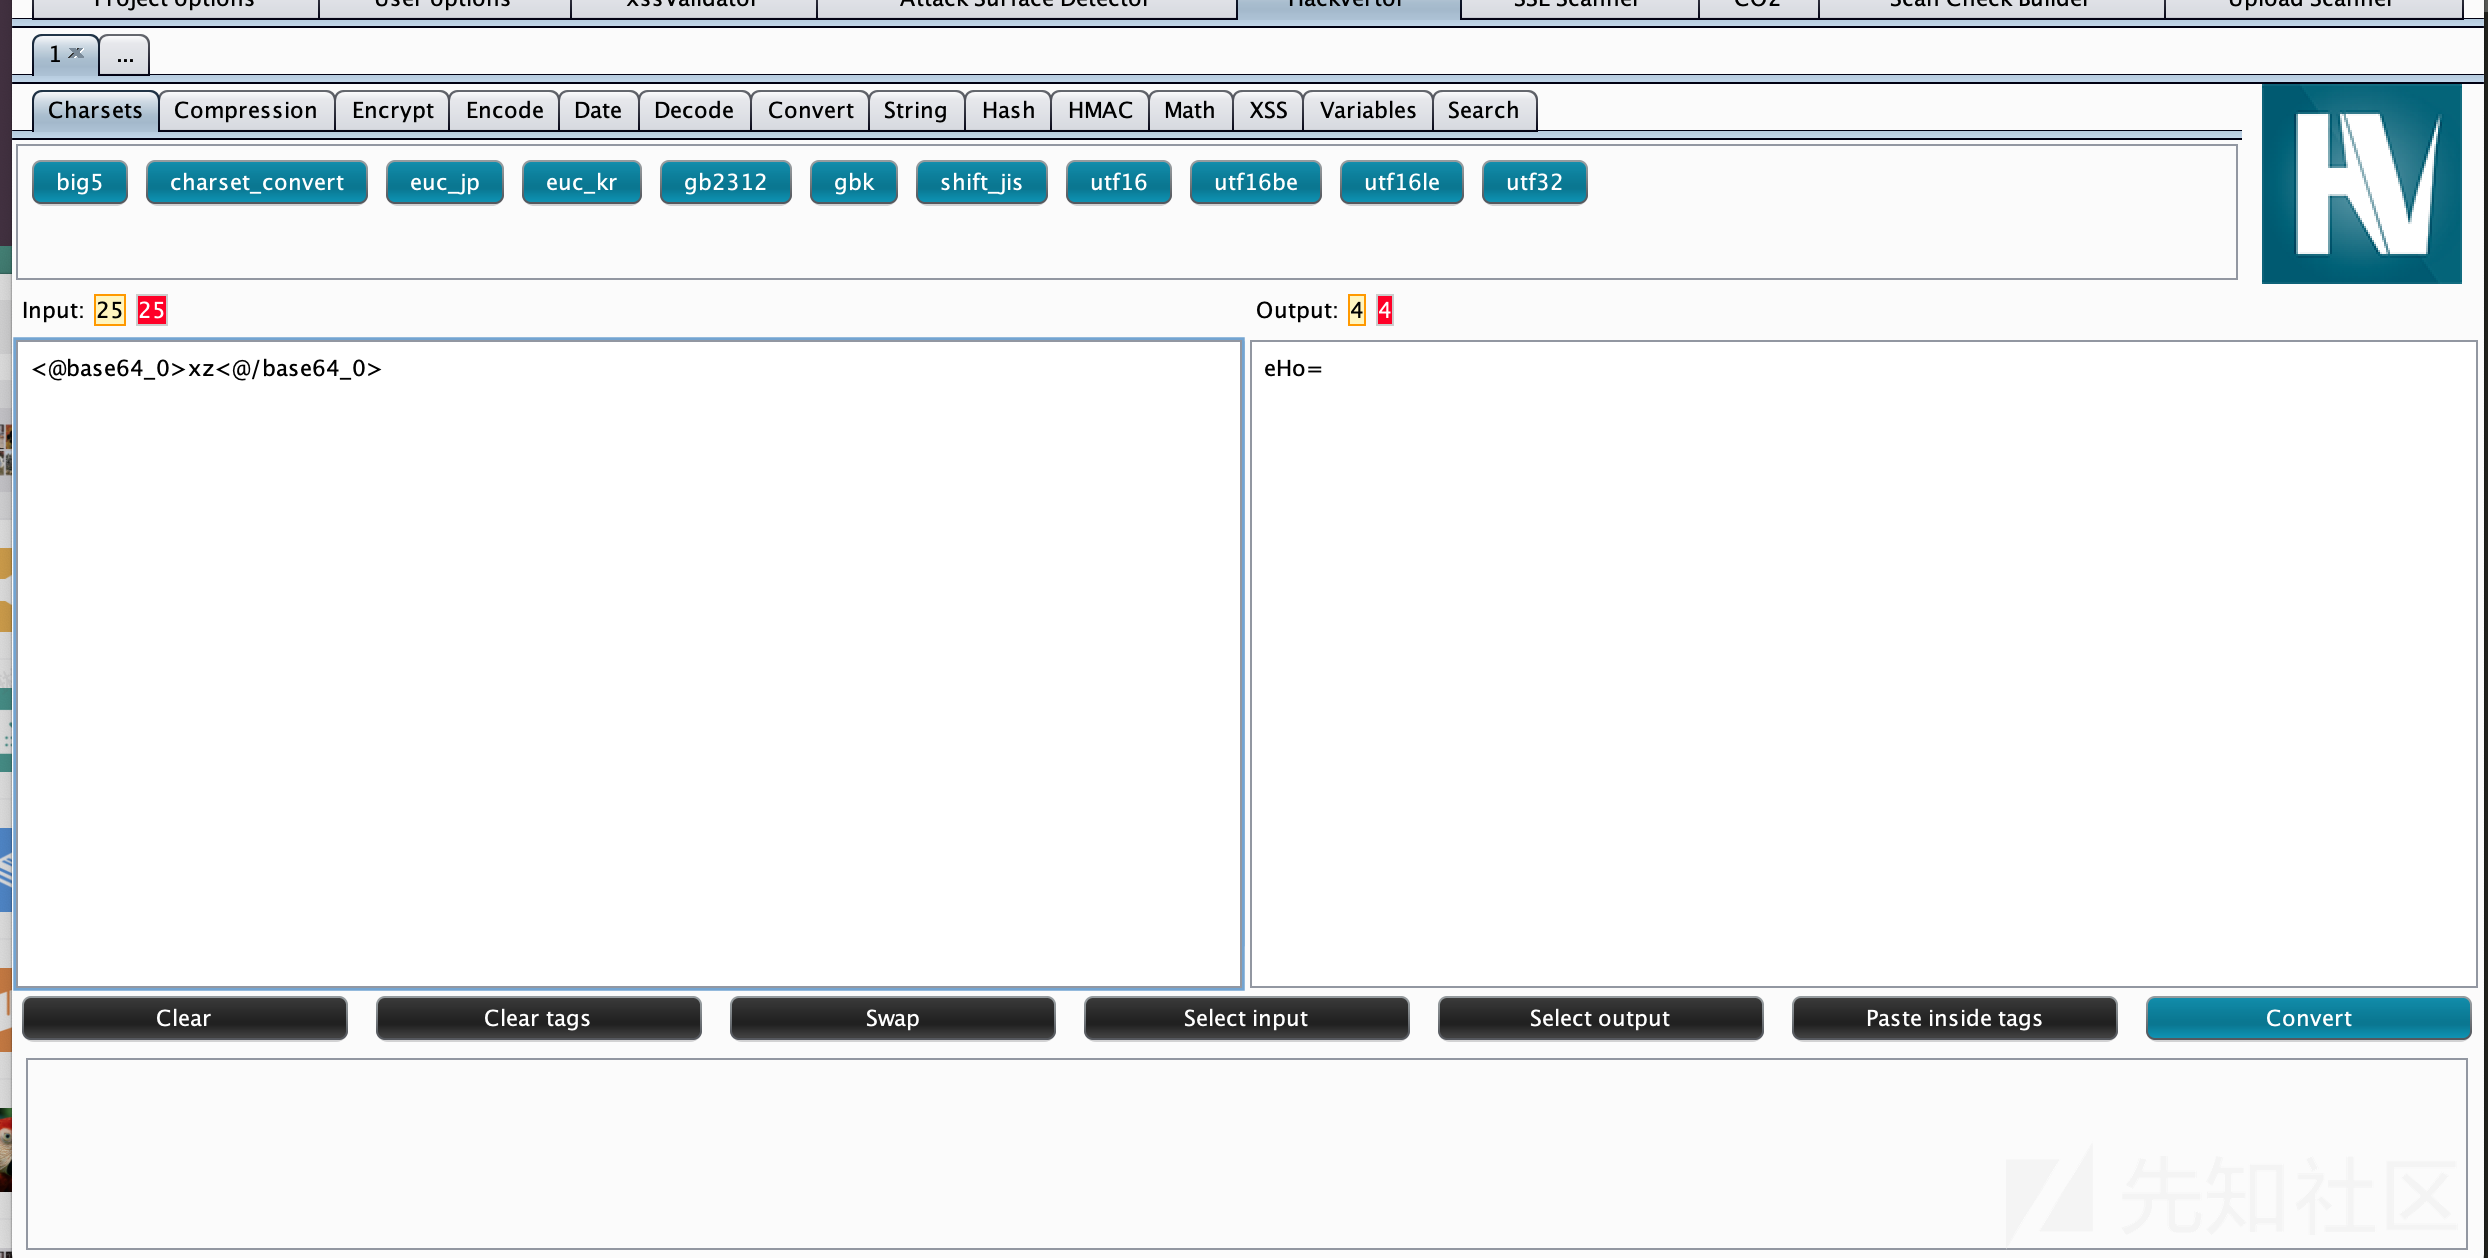 Project options User options xssValidator Attack Surface Detector Hackvertor SSL Scanner CO2 Scan Check Builder Upload Scanner
1 ...
Charsets Compression Encrypt Encode Date Decode Convert String Hash HMAC Math XSS Variables Search
HV
big5 charset_convert euc_jp euc_kr gb2312 gbk shift_jis utf16 utf16be utf16le utf32
Input: 25 25 Output: 4 4
<@base64_0>xz<@/base64_0> eHo=
Clear Clear tags Swap Select input Select output Paste inside tags Convert
先知社区